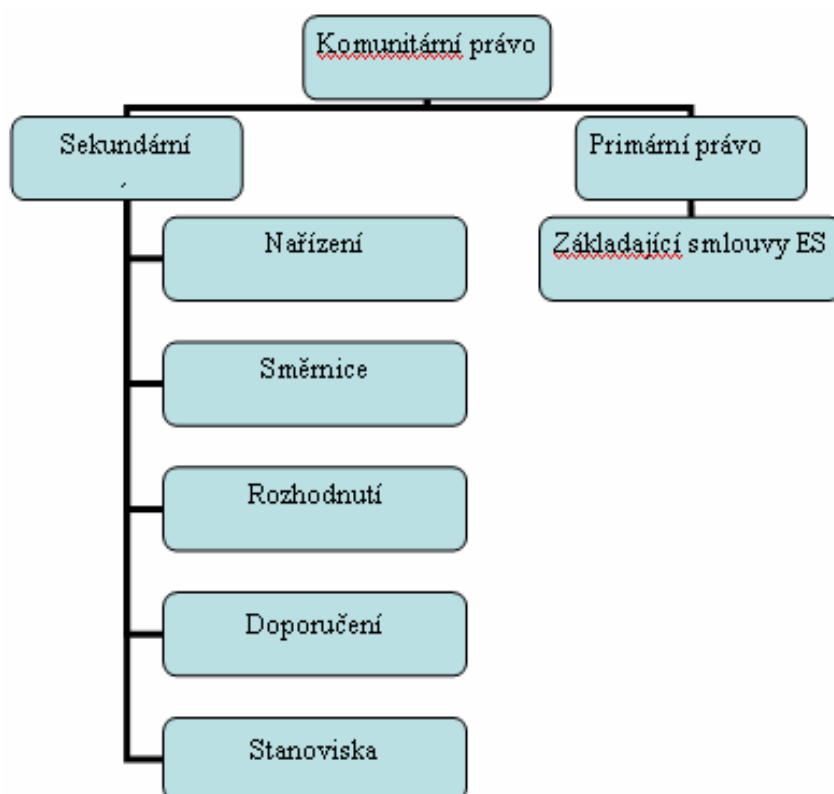 Komunitární právo
Sekundární
Primární právo
Nařízení
Základající smlouvy ES
Směrnice
Rozhodnutí
Doporučení
Stanoviska